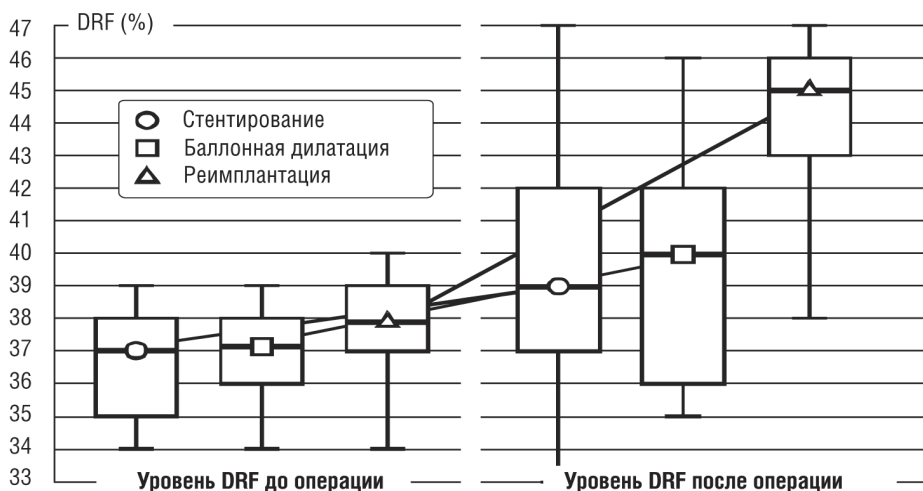 DRF (%)
47
46
45
44
43
42
41
40
39
38
37
36
35
34
33
Стентирование
Баллонная дилатация
Реимплантация
Уровень DRF до операции
Уровень DRF после операции